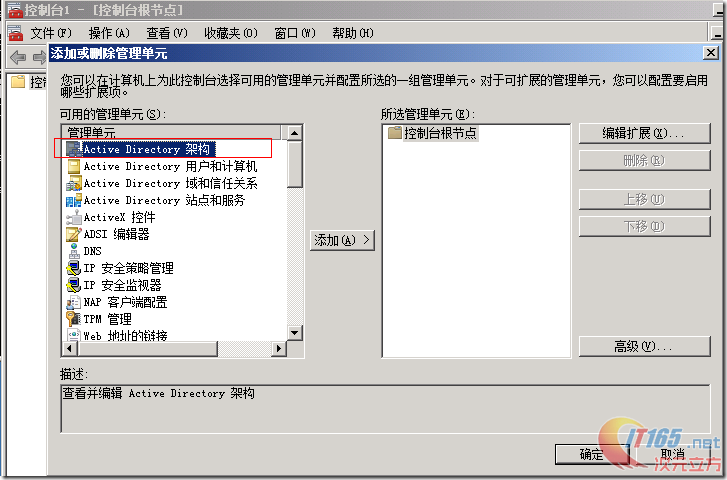 控制台1 - [控制台根节点]
文件(F) 操作(A) 查看(V) 收藏夹(O) 窗口(W) 帮助(H)
控
添加或删除管理单元
您可以在计算机上为此控制台选择可用的管理单元并配置所选的一组管理单元。对于可扩展的管理单元，您可以配置要启用
哪些扩展项。
可用的管理单元(S):
管理单元
Active Directory 架构
Active Directory 用户和计算机
Active Directory 域和信任关系
Active Directory 站点和服务
ActiveX 控件
ADSI 编辑器
DNS
IP 安全策略管理
IP 安全监视器
NAP 客户端配置
TPM 管理
Web 地址的链接
添加(A) >
所选管理单元(E):
控制台根节点
编辑扩展(X)...
删除(R)
上移(U)
下移(D)
高级(V)...
描述:
查看并编辑 Active Directory 架构
确定
取消
IT165.net
次元立方